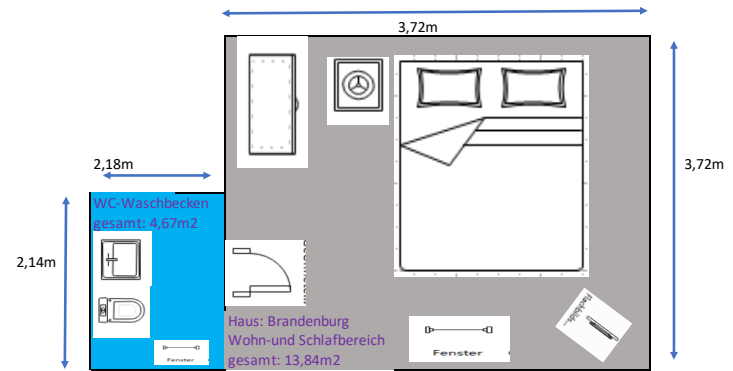 3,72m
3,72m
2,18m
WC-Waschbecken
gesamt: 4,67m2
2,14m
Haus: Brandenburg
Wohn-und Schlafbereich
gesamt: 13,84m2
Flachbilds...
Fenster
Fenster